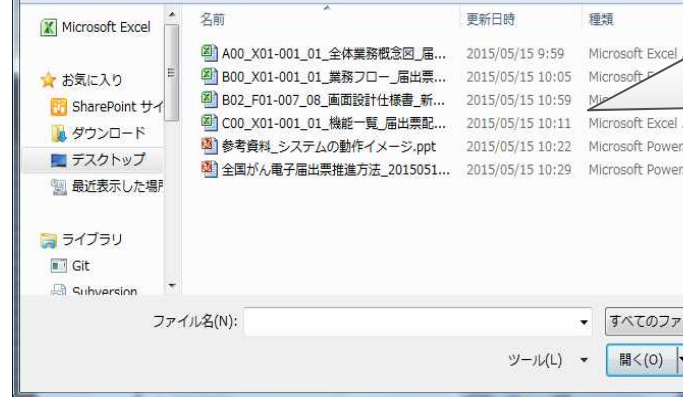 Microsoft Excel
お気に入り
SharePoint サイ
ダウンロード
デスクトップ
最近表示した場所
ライブラリ
Git
Subversion
名前 更新日時 種類
A00_X01-001_01_全体業務概念図_届... 2015/05/15 9:59 Microsoft Excel
B00_X01-001_01_業務フロー_届出票... 2015/05/15 10:05 Microsoft
B02_F01-007_08_画面設計仕様書_新... 2015/05/15 10:59
C00_X01-001_01_機能一覧_届出票配... 2015/05/15 10:11 Microsoft Excel
参考資料_システムの動作イメージ.ppt 2015/05/15 10:22 Microsoft Power
全国がん電子届出票推進方法_2015051... 2015/05/15 10:29 Microsoft Power
ファイル名(N): すべてのファ
ツール(L) 開く(O)